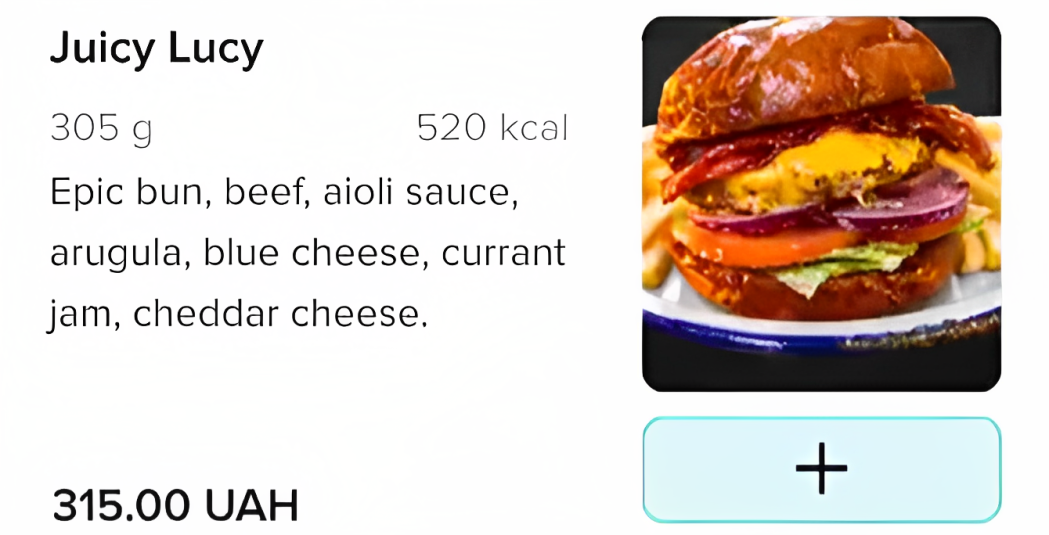 Juicy Lucy
305 g 520 kcal
Epic bun, beef, aioli sauce,
arugula, blue cheese, currant
jam, cheddar cheese.
315.00 UAH
+